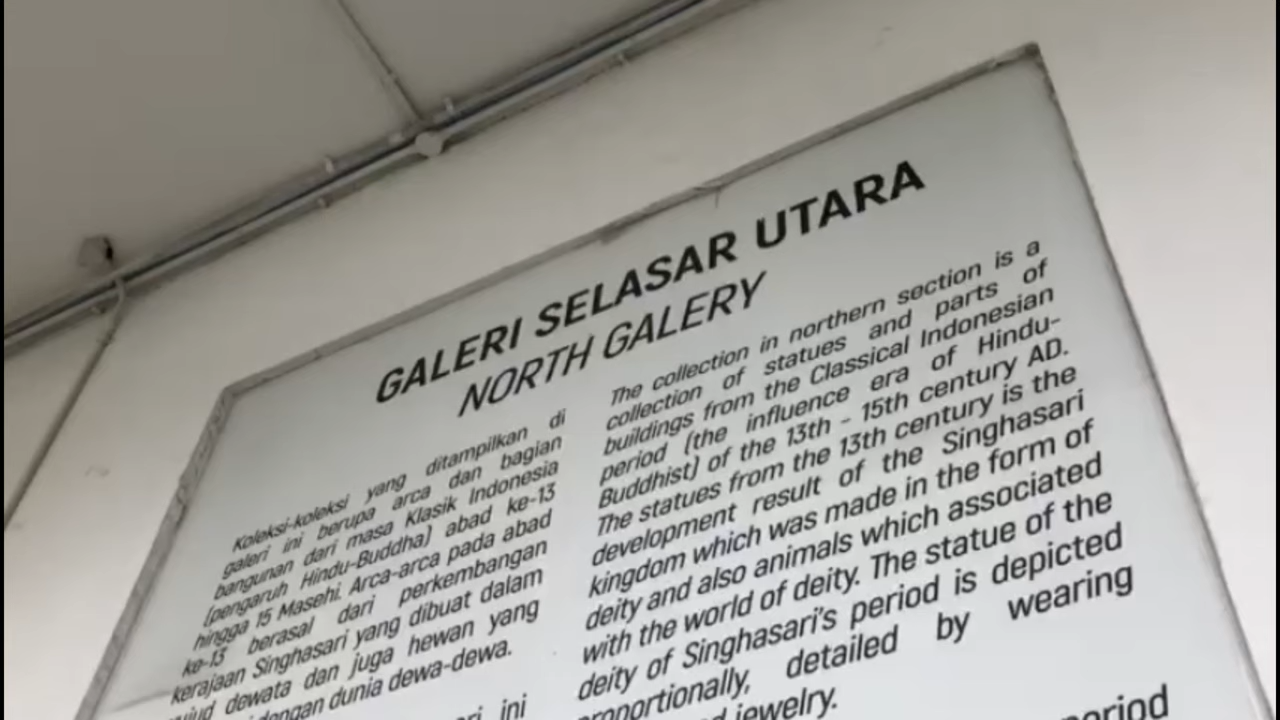 GALERI SELASAR UTARA
NORTH GALERY
Koleksi-koleksi yang ditampilkan di
galeri ini berupa arca dan bagian
bangunan dari masa Klasik Indonesia
(pengaruh Hindu-Buddha) abad ke-13
hingga 15 Masehi. Arca-arca pada abad
ke-13 berasal dari perkembangan
kerajaan Singhasari yang dibuat dalam
dewata dan juga hewan yang
dengan dunia dewa-dewa.
ini
The collection in northern section is a
collection of statues and parts of
buildings from the Classical Indonesian
period (the influence era of Hindu-
Buddhist) of the 13th - 15th century AD.
The statues from the 13th century is the
development result of the Singhasari
kingdom which was made in the form of
deity and also animals which associated
with the world of deity. The statue of the
deity of Singhasari's period is depicted
proportionally, detailed by wearing
jewelry.
period